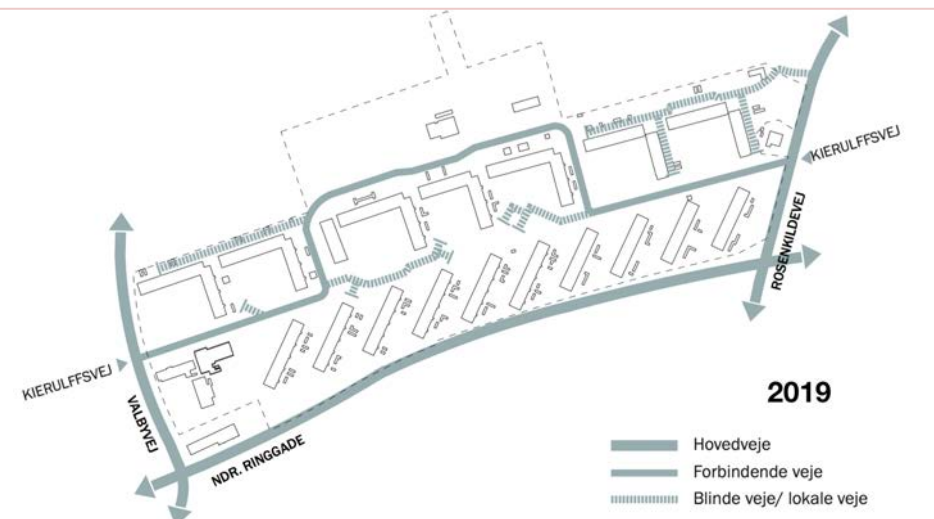 KIERULFFSVEJ
ROSENKILDEVEJ
KIERULFFSVEJ
VALBYVEJ
NDR. RINGGADE
2019
Hovedveje
Forbindende veje
Blinde veje/ lokale veje